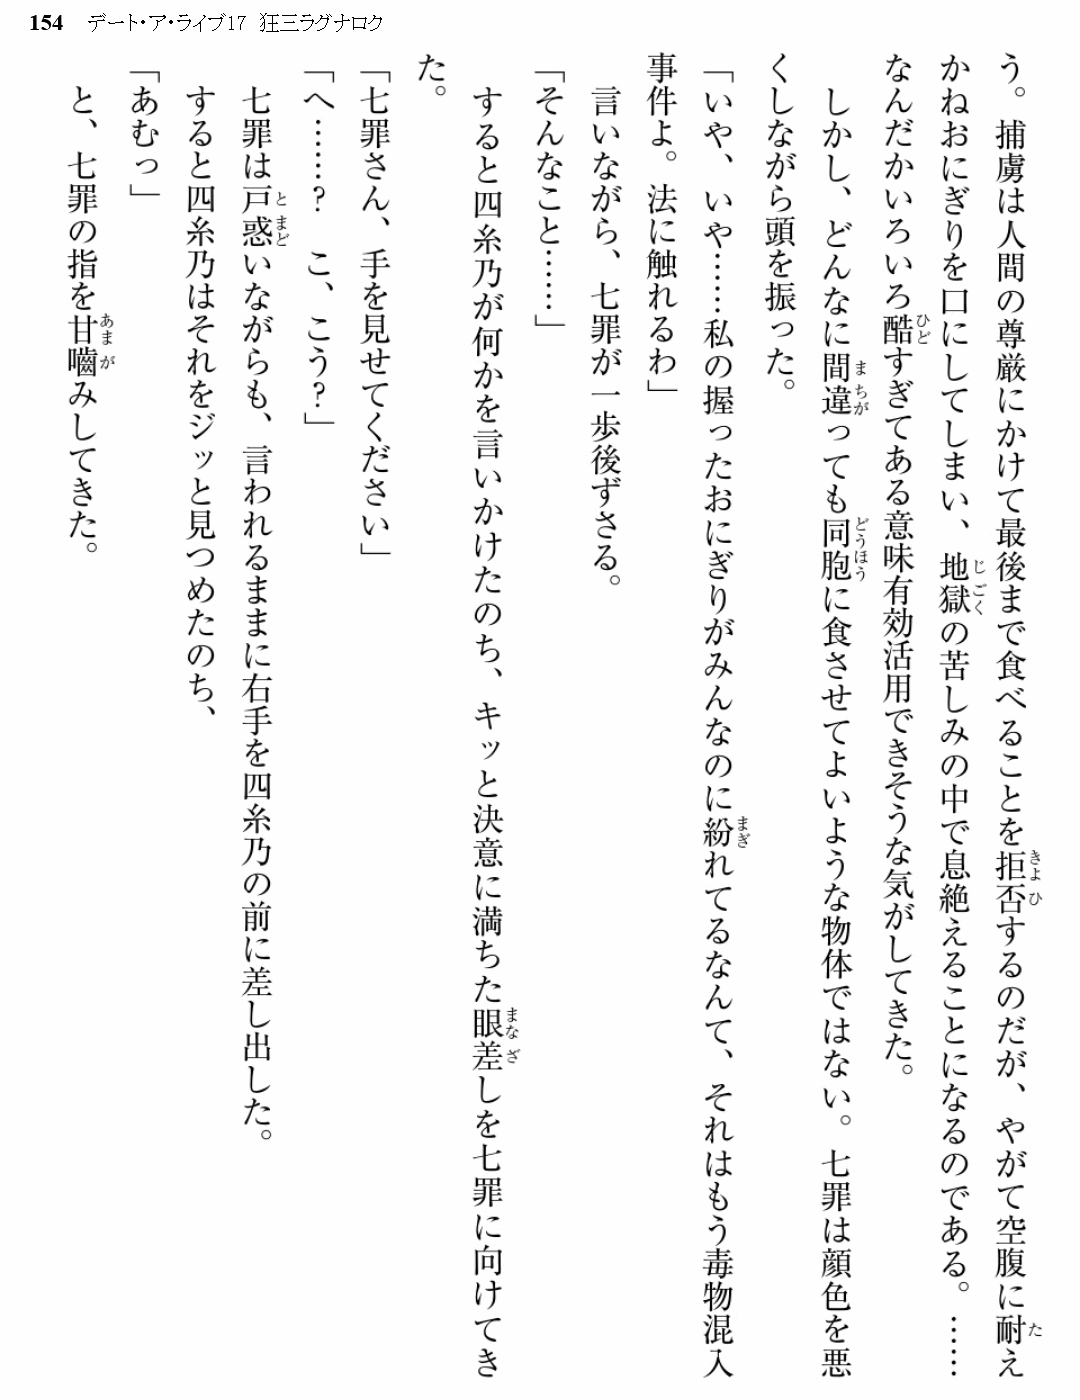 154 デート・ア・ライブ17 狂三ラグナロク
う。捕虜は人間の尊厳にかけて最後まで食べることを拒否するのだが、やがて空腹に耐え
かねおにぎりを口にしてしまい、地獄の苦しみの中で息絶えることになるのである。……
なんだかいろいろ酷すぎてある意味有効活用できそうな気がしてきた。
しかし、どんなに間違っても同胞に食させてよいような物体ではない。七罪は顔色を悪
くしながら頭を振った。
「いや、いや……私の握ったおにぎりがみんなのに紛れてるなんて、それはもう毒物混入
事件よ。法に触れるわ」
言いながら、七罪が一歩後ずさる。
「そんなこと……」
すると四糸乃が何かを言いかけたのち、キッと決意に満ちた眼差しを七罪に向けてき
た。
「七罪さん、手を見せてください」
「へ……？　こ、こう？」
七罪は戸惑いながらも、言われるままに右手を四糸乃の前に差し出した。
すると四糸乃はそれをジッと見つめたのち、
「あむっ」
と、七罪の指を甘嚙みしてきた。